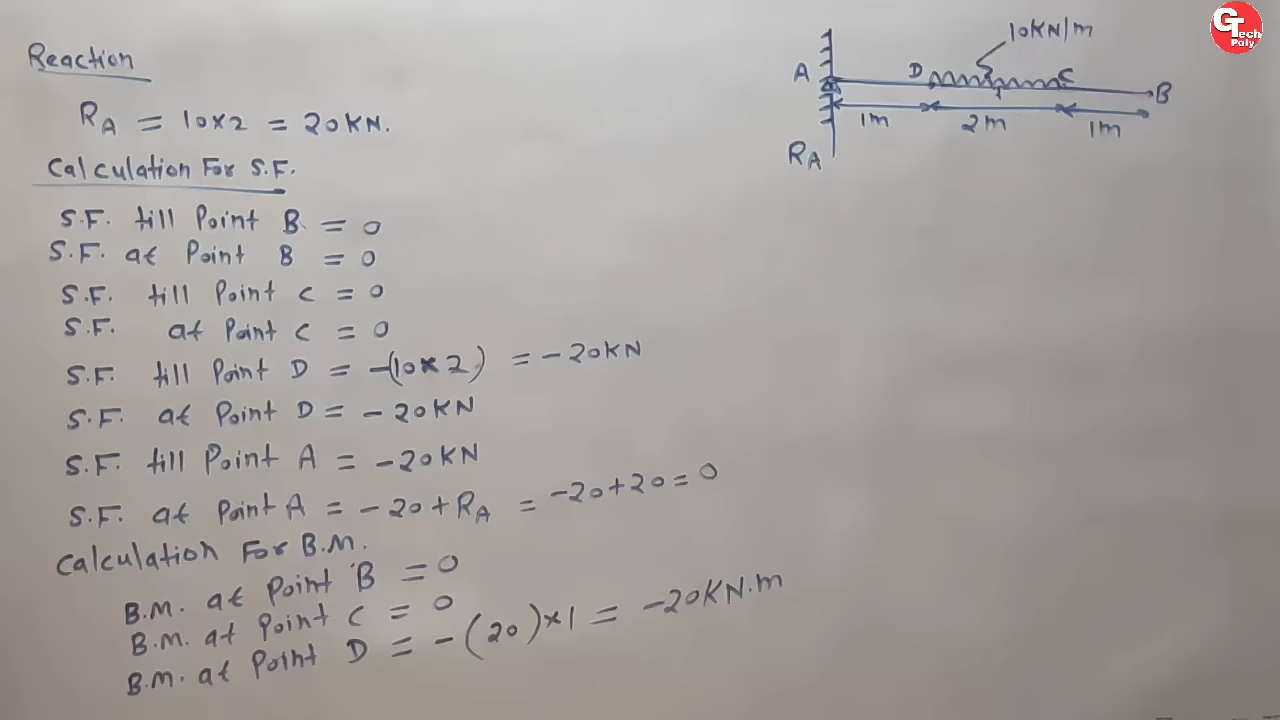 Reaction
RA = 10×2 = 20KN.
Calculation For S.F.
S.F. till Point B = 0
S.F. at Point B = 0
S.F. till Point C = 0
S.F. at Point C = 0
S.F. till Point D = -(10×2) = -20KN
S.F. at Point D = -20KN
S.F. till Point A = -20KN
S.F. at Point A = -20+RA = -20+20=0
Calculation For B.M.
B.M. at Point B = 0
B.M. at Point C = 0
B.M. at Point D = -(20)×1 = -20KN.m
10KN/m
A D C B
1m 2m 1m
RA
GTech
Poly